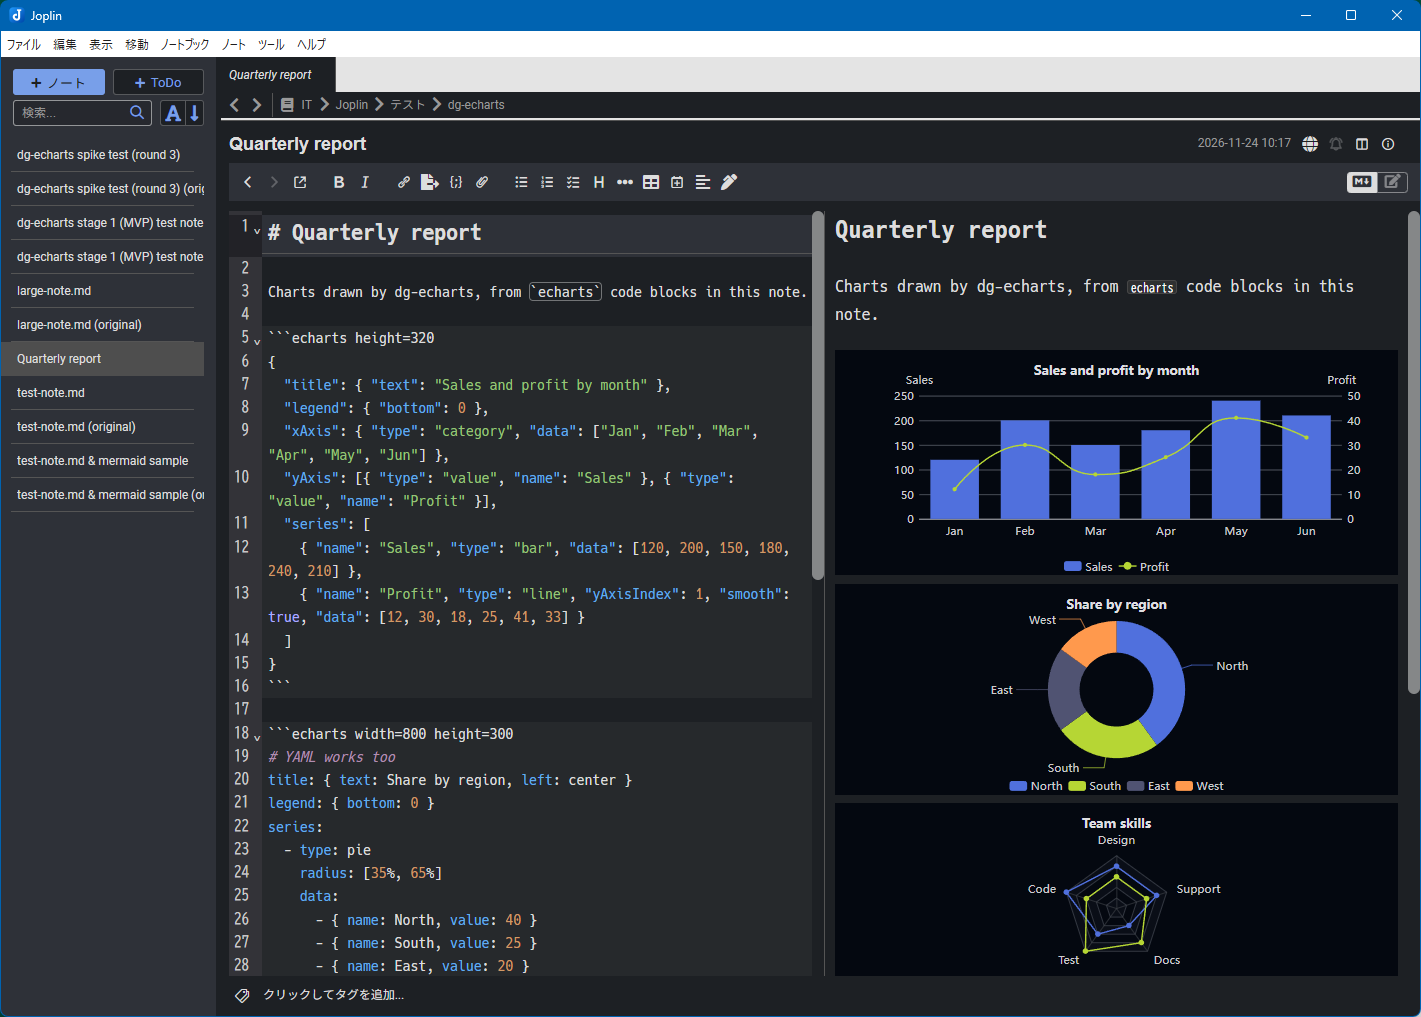 Joplin
ファイル 編集 表示 移動 ノートブック ノート ツール ヘルプ
+ ノート
+ ToDo
検索...
dg-echarts spike test (round 3)
dg-echarts spike test (round 3) (orig
dg-echarts stage 1 (MVP) test note
dg-echarts stage 1 (MVP) test note
large-note.md
large-note.md (original)
Quarterly report
test-note.md
test-note.md (original)
test-note.md & mermaid sample
test-note.md & mermaid sample (or
Quarterly report
IT Joplin テスト dg-echarts
Quarterly report
2026-11-24 10:17
1 # Quarterly report
2
3 Charts drawn by dg-echarts, from `echarts` code blocks in this note.
4
5 ```echarts height=320
6 {
7 "title": { "text": "Sales and profit by month" },
8 "legend": { "bottom": 0 },
9 "xAxis": { "type": "category", "data": ["Jan", "Feb", "Mar",
"Apr", "May", "Jun"] },
10 "yAxis": [{ "type": "value", "name": "Sales" }, { "type":
"value", "name": "Profit" }],
11 "series": [
12 { "name": "Sales", "type": "bar", "data": [120, 200, 150, 180,
240, 210] },
13 { "name": "Profit", "type": "line", "yAxisIndex": 1, "smooth":
true, "data": [12, 30, 18, 25, 41, 33] }
14 ]
15 }
16 ```
17
18 ```echarts width=800 height=300
19 # YAML works too
20 title: { text: Share by region, left: center }
21 legend: { bottom: 0 }
22 series:
23 - type: pie
24 radius: [35%, 65%]
25 data:
26 - { name: North, value: 40 }
27 - { name: South, value: 25 }
28 - { name: East, value: 20 }
Quarterly report
Charts drawn by dg-echarts, from echarts code blocks in this
note.
Sales and profit by month
Sales
Profit
250 50
200 40
150 30
100 20
50 10
0 0
Jan Feb Mar Apr May Jun
Sales Profit
Share by region
West
North
East
South
North South East West
Team skills
Design
Code
Support
Test
Docs
クリックしてタグを追加...